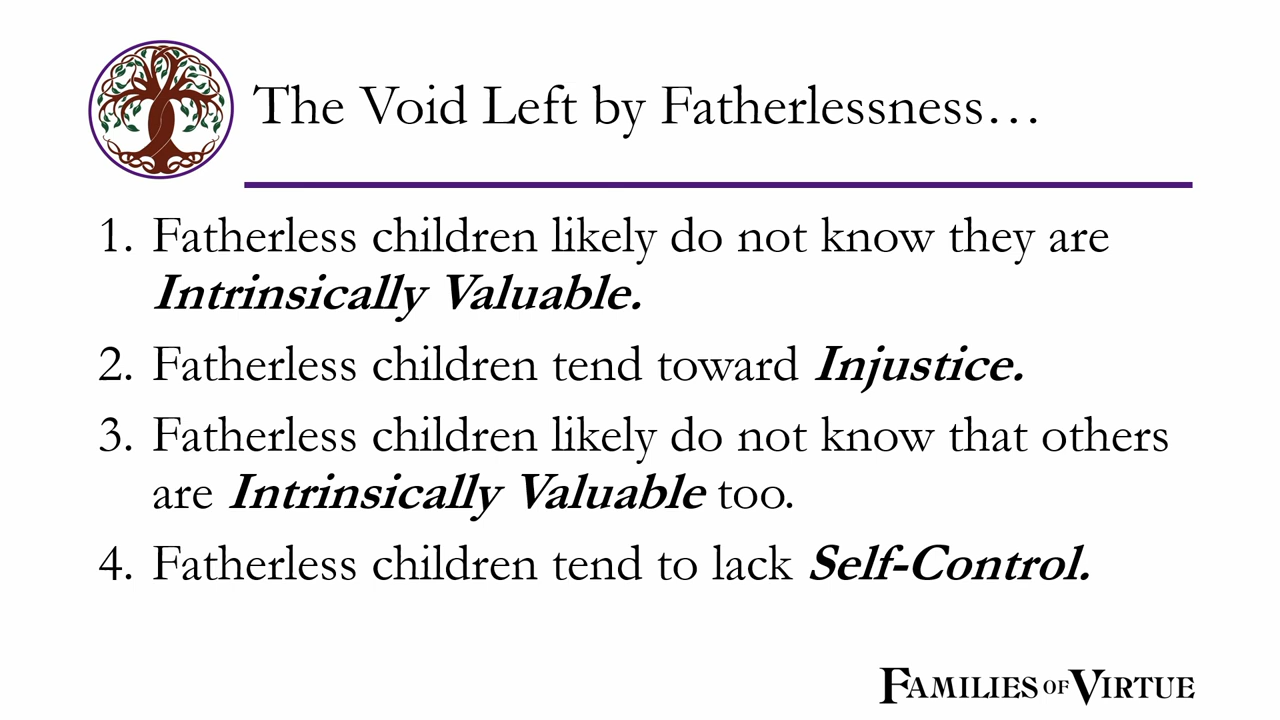 The Void Left by Fatherlessness…
1. Fatherless children likely do not know they are
Intrinsically Valuable.
2. Fatherless children tend toward Injustice.
3. Fatherless children likely do not know that others
are Intrinsically Valuable too.
4. Fatherless children tend to lack Self-Control.
FAMILIES OF VIRTUE